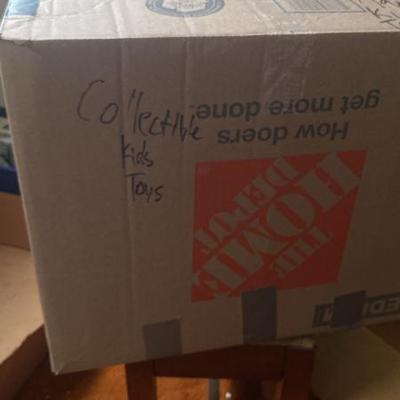 Collectible
Kids
Toys
How doers
get more done.
THE
HOME
DEPOT